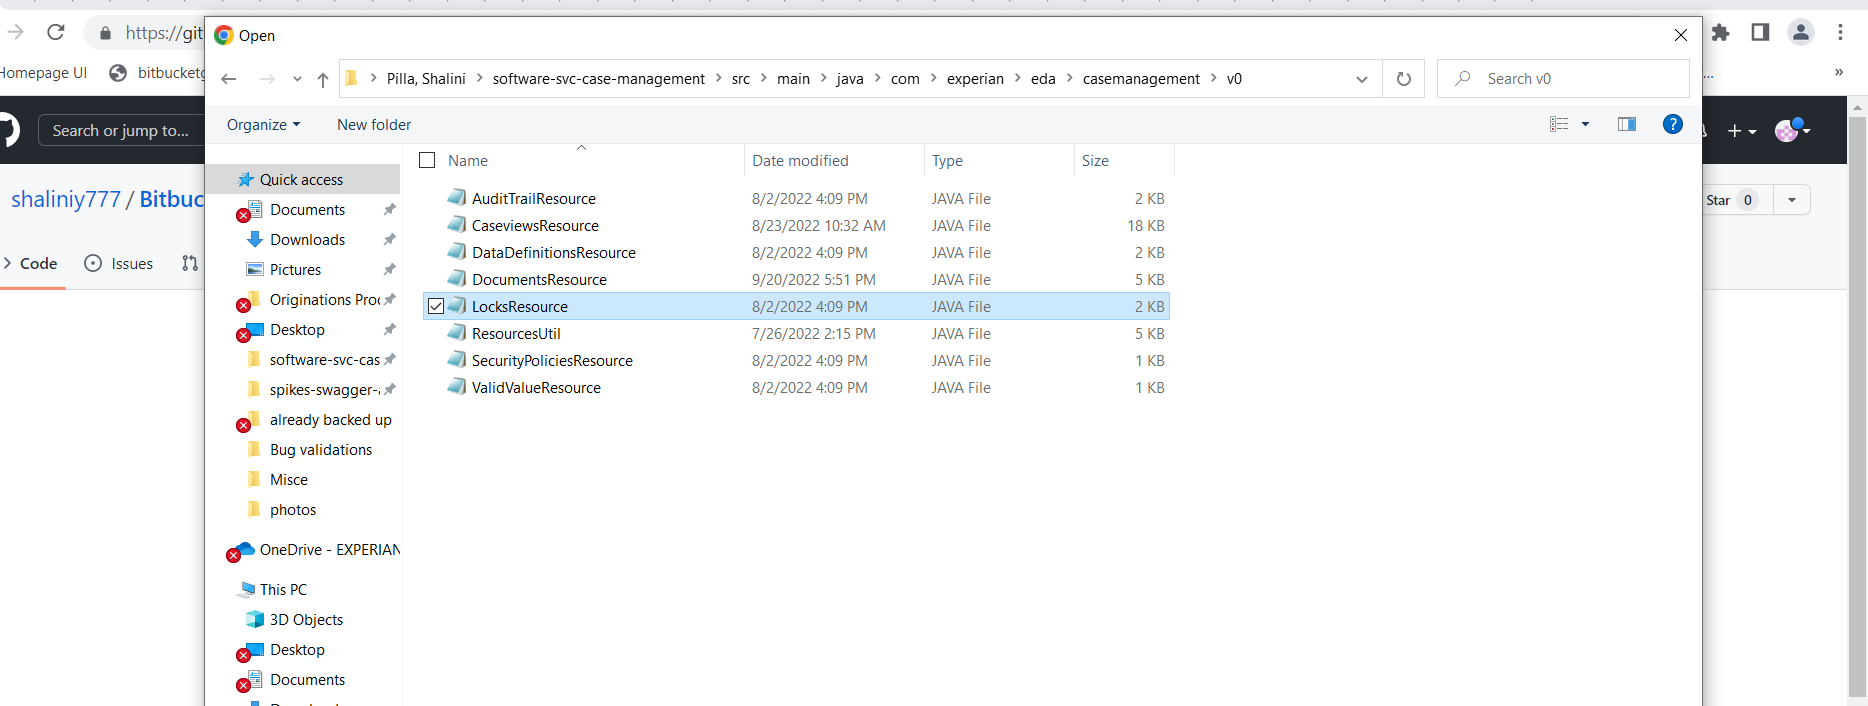 Open
https://git
Homepage UI
bitbucketg
...
»
Pilla, Shalini > software-svc-case-management > src > main > java > com > experian > eda > casemanagement > v0
Search v0
Search or jump to...
Organize
New folder
?
Name Date modified Type Size
shaliniy777 / Bitbuc
Star 0
Code
Issues
Quick access
Documents
Downloads
Pictures
Originations Proc
Desktop
software-svc-cas
spikes-swagger-a
already backed up
Bug validations
Misce
photos
OneDrive - EXPERIAN
This PC
3D Objects
Desktop
Documents
AuditTrailResource 8/2/2022 4:09 PM JAVA File 2 KB
CaseviewsResource 8/23/2022 10:32 AM JAVA File 18 KB
DataDefinitionsResource 8/2/2022 4:09 PM JAVA File 2 KB
DocumentsResource 9/20/2022 5:51 PM JAVA File 5 KB
LocksResource 8/2/2022 4:09 PM JAVA File 2 KB
ResourcesUtil 7/26/2022 2:15 PM JAVA File 5 KB
SecurityPoliciesResource 8/2/2022 4:09 PM JAVA File 1 KB
ValidValueResource 8/2/2022 4:09 PM JAVA File 1 KB